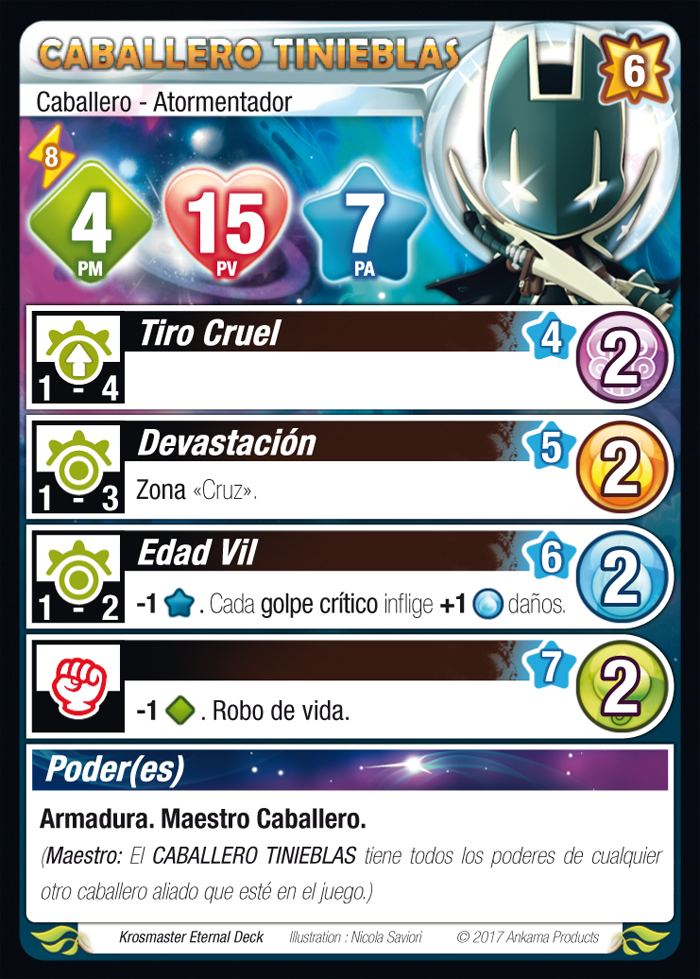 CABALLERO TINIEBLAS
6
Caballero - Atormentador
8
4
PM
15
PV
7
PA
Tiro Cruel
4
2
1 - 4
Devastación
5
2
1 - 3
Zona «Cruz».
Edad Vil
6
2
1 - 2
-1 . Cada golpe crítico inflige +1 daños.
7
2
-1 . Robo de vida.
Poder(es)
Armadura. Maestro Caballero.
(Maestro: El CABALLERO TINIEBLAS tiene todos los poderes de cualquier
otro caballero aliado que esté en el juego.)
Krosmaster Eternal Deck Illustration : Nicola Saviori © 2017 Ankama Products